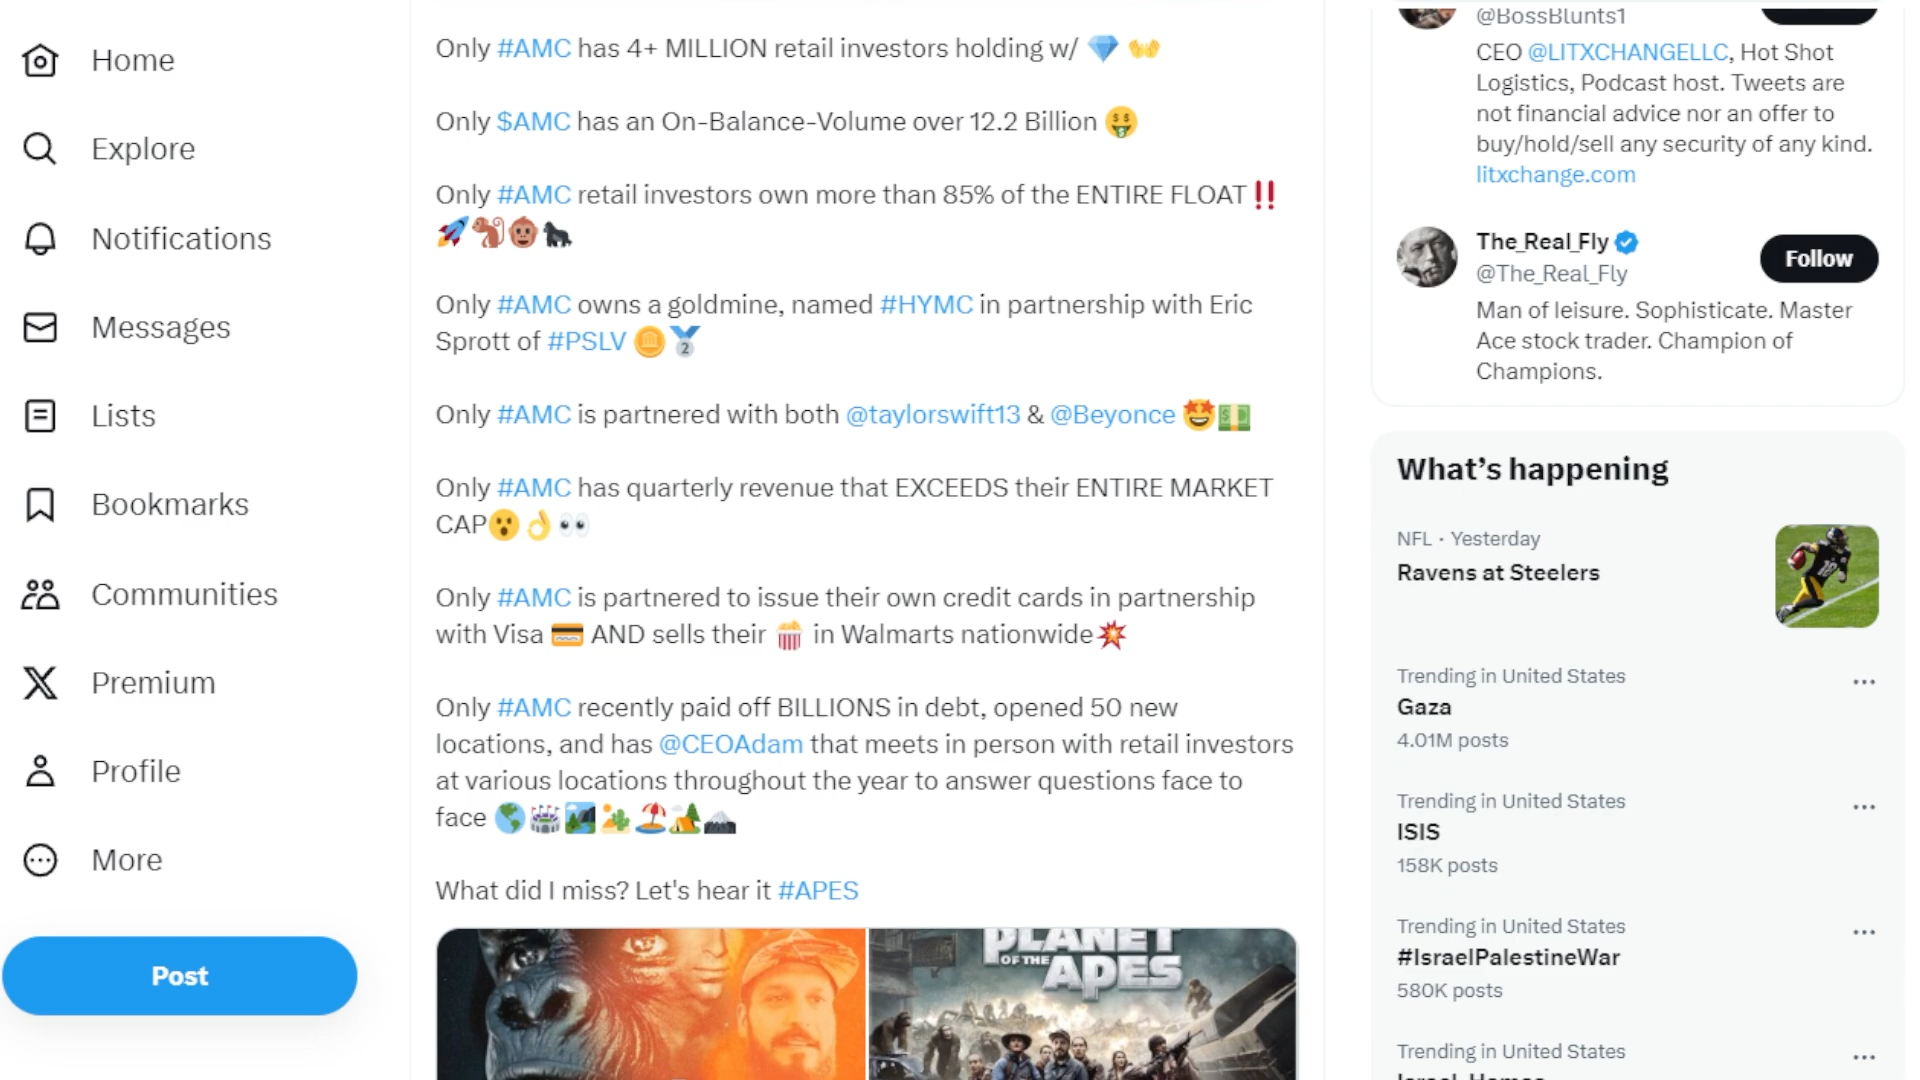 Home
Explore
Notifications
Messages
Lists
Bookmarks
Communities
Premium
Profile
More
Post
Only #AMC has 4+ MILLION retail investors holding w/ 💎 👐
Only $AMC has an On-Balance-Volume over 12.2 Billion 🤑
Only #AMC retail investors own more than 85% of the ENTIRE FLOAT‼️
🚀🐒🐵🦍
Only #AMC owns a goldmine, named #HYMC in partnership with Eric
Sprott of #PSLV 🪙🥈
Only #AMC is partnered with both @taylorswift13 & @Beyonce 🤩💵
Only #AMC has quarterly revenue that EXCEEDS their ENTIRE MARKET
CAP😮👌👀
Only #AMC is partnered to issue their own credit cards in partnership
with Visa 💳 AND sells their 🍿 in Walmarts nationwide💥
Only #AMC recently paid off BILLIONS in debt, opened 50 new
locations, and has @CEOAdam that meets in person with retail investors
at various locations throughout the year to answer questions face to
face 🌎🏟️🏞️🏜️🏖️🏕️🏔️
What did I miss? Let's hear it #APES
PLANET
OF THE
APES
@BossBlunts1
CEO @LITXCHANGELLC, Hot Shot
Logistics, Podcast host. Tweets are
not financial advice nor an offer to
buy/hold/sell any security of any kind.
litxchange.com
The_Real_Fly
@The_Real_Fly
Follow
Man of leisure. Sophisticate. Master
Ace stock trader. Champion of
Champions.
What's happening
NFL · Yesterday
Ravens at Steelers
Trending in United States
Gaza
4.01M posts
Trending in United States
ISIS
158K posts
Trending in United States
#IsraelPalestineWar
580K posts
Trending in United States